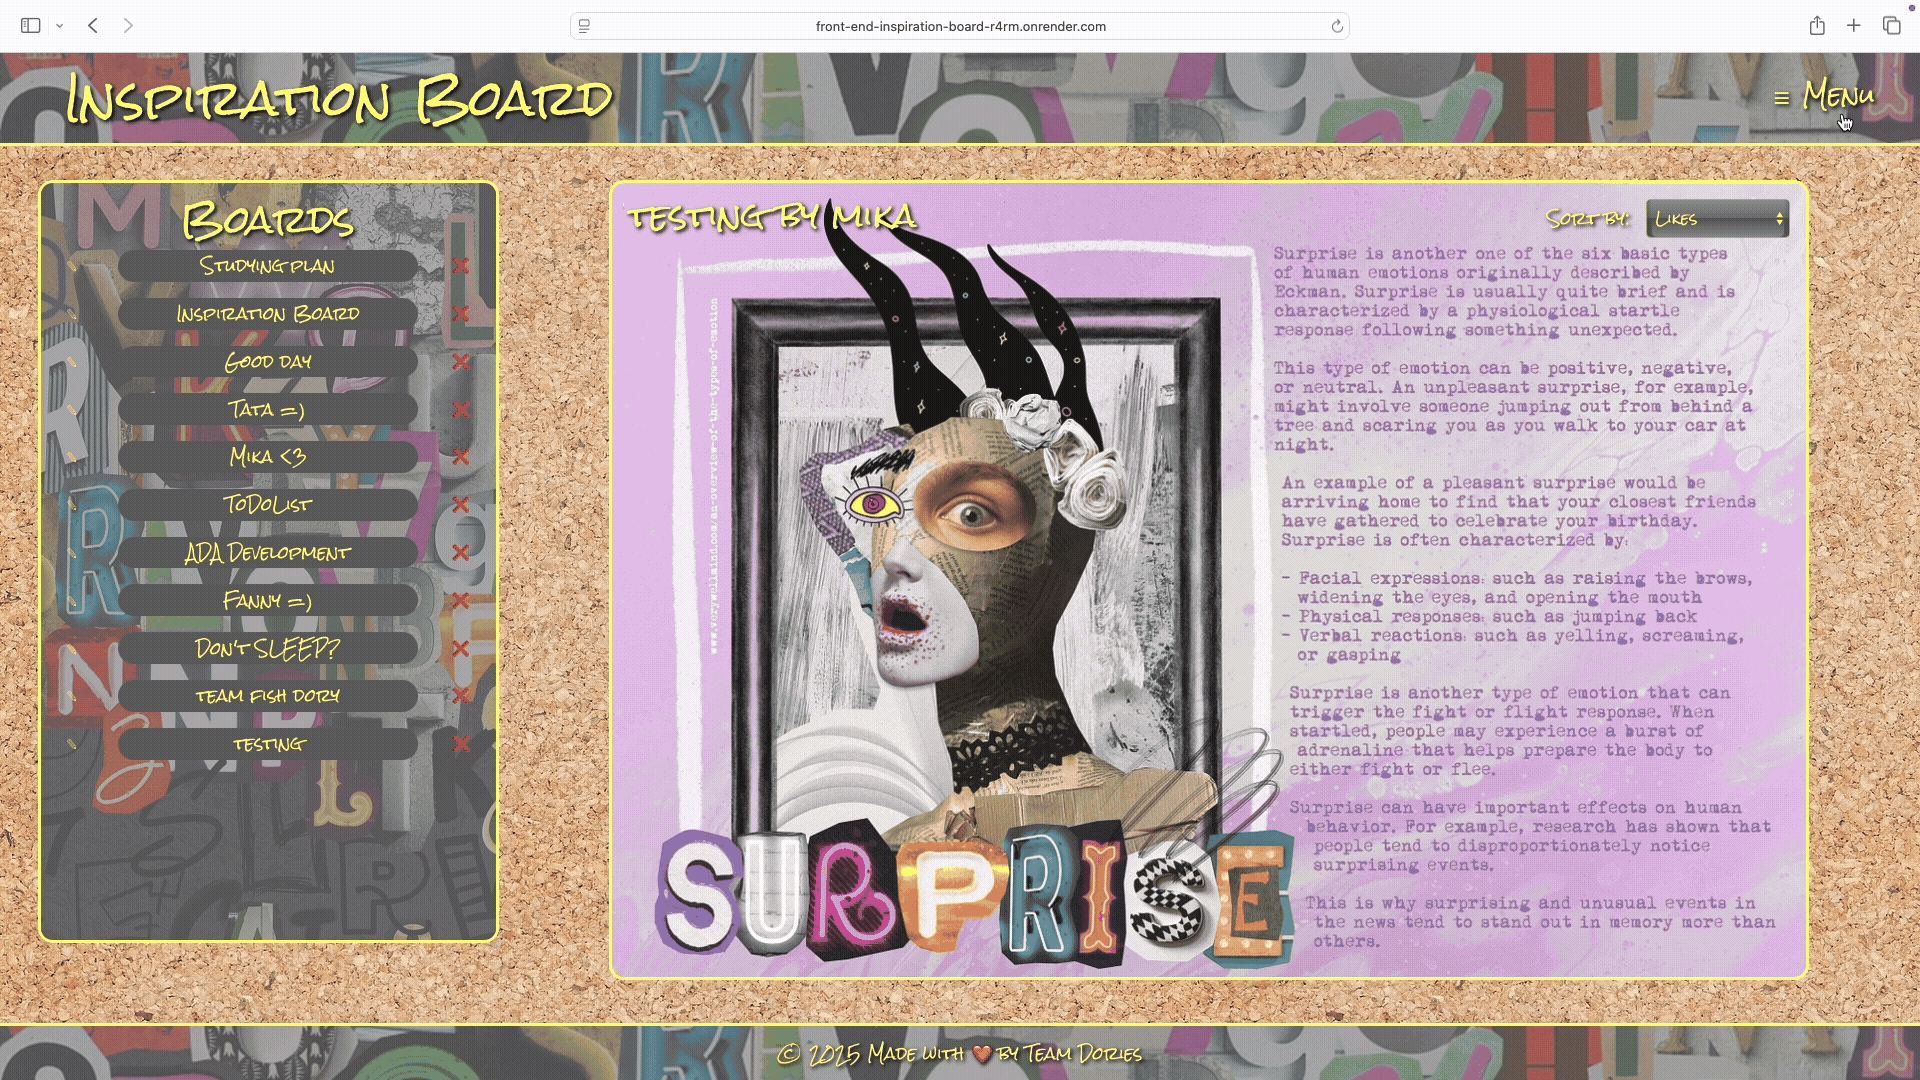 front-end-inspiration-board-r4rm.onrender.com
Inspiration Board
≡ Menu
Boards
Studying plan
Inspiration Board
Good day
Tata =)
Mika <3
ToDoList
ADA Development
Fanny =)
Don't SLEEP?
team fish dory
testing
testing by mika
Sort by:
Likes
www.verywellmind.com/an-overview-of-the-types-of-emotion
SURPRISE
Surprise is another one of the six basic types
of human emotions originally described by
Eckman. Surprise is usually quite brief and is
characterized by a physiological startle
response following something unexpected.
This type of emotion can be positive, negative,
or neutral. An unpleasant surprise, for example,
might involve someone jumping out from behind a
tree and scaring you as you walk to your car at
night.
An example of a pleasant surprise would be
arriving home to find that your closest friends
have gathered to celebrate your birthday.
Surprise is often characterized by:
- Facial expressions: such as raising the brows,
widening the eyes, and opening the mouth
- Physical responses: such as jumping back
- Verbal reactions: such as yelling, screaming,
or gasping
Surprise is another type of emotion that can
trigger the fight or flight response. When
startled, people may experience a burst of
adrenaline that helps prepare the body to
either fight or flee.
Surprise can have important effects on human
behavior. For example, research has shown that
people tend to disproportionately notice
surprising events.
This is why surprising and unusual events in
the news tend to stand out in memory more than
others.
© 2025 Made with ❤️ by Team Dories